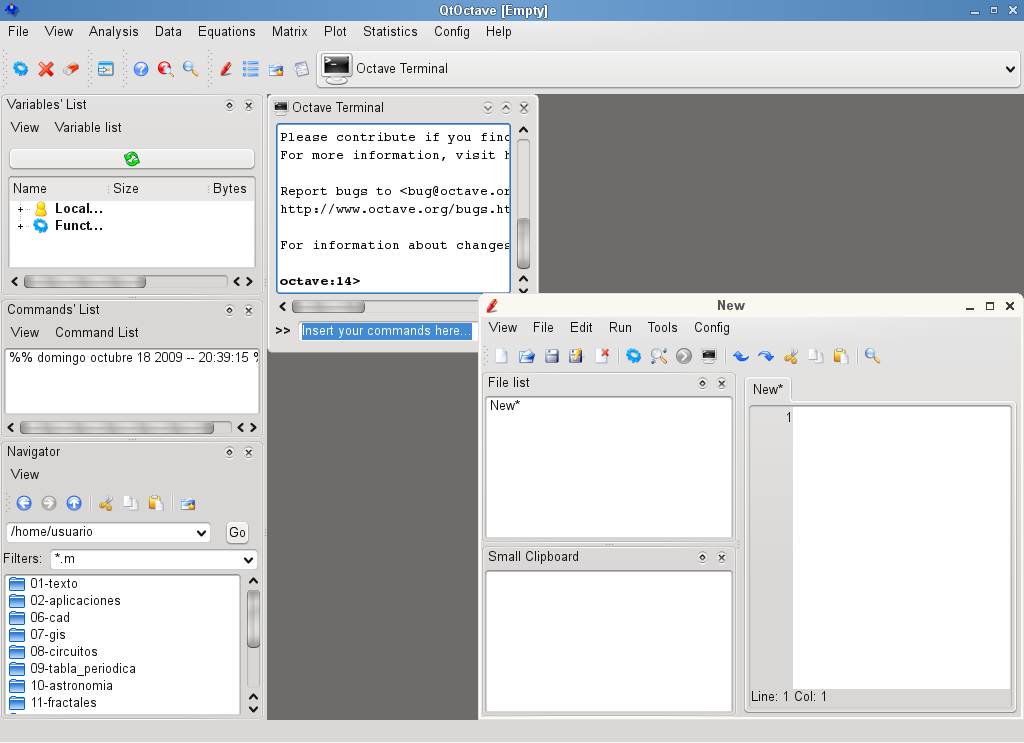 QtOctave [Empty]
File View Analysis Data Equations Matrix Plot Statistics Config Help
Octave Terminal
Variables' List
View Variable list
Name Size Bytes
Local...
Funct...
Commands' List
View Command List
%% domingo octubre 18 2009 -- 20:39:15 %
Navigator
View
/home/usuario
Go
Filters: *.m
01-texto
02-aplicaciones
06-cad
07-gis
08-circuitos
09-tabla_periodica
10-astronomia
11-fractales
Octave Terminal
Please contribute if you find
For more information, visit h
Report bugs to <bug@octave.or
http://www.octave.org/bugs.ht
For information about changes
octave:14>
>> Insert your commands here...
New
View File Edit Run Tools Config
File list
New*
Small Clipboard
New*
1
Line: 1 Col: 1